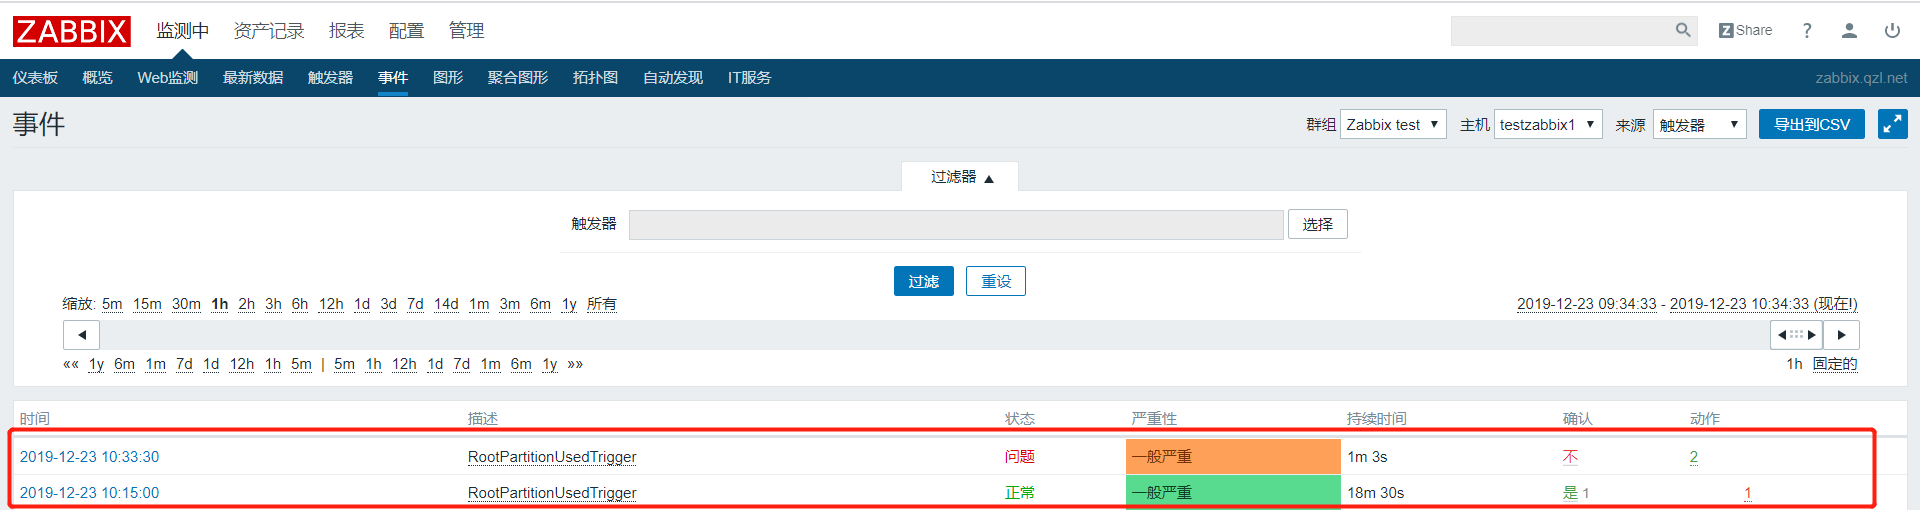 ZABBIX 监测中 资产记录 报表 配置 管理 Z Share ?
仪表板 概览 Web监测 最新数据 触发器 事件 图形 聚合图形 拓扑图 自动发现 IT服务 zabbix.qzl.net
事件 群组 Zabbix test 主机 testzabbix1 来源 触发器 导出到CSV
过滤器
触发器 选择
过滤 重设
缩放: 5m 15m 30m 1h 2h 3h 6h 12h 1d 3d 7d 14d 1m 3m 6m 1y 所有 2019-12-23 09:34:33 - 2019-12-23 10:34:33 (现在!)
«« 1y 6m 1m 7d 1d 12h 1h 5m | 5m 1h 12h 1d 7d 1m 6m 1y »» 1h 固定的
时间 描述 状态 严重性 持续时间 确认 动作
2019-12-23 10:33:30 RootPartitionUsedTrigger 问题 一般严重 1m 3s 不 2
2019-12-23 10:15:00 RootPartitionUsedTrigger 正常 一般严重 18m 30s 是 1 1